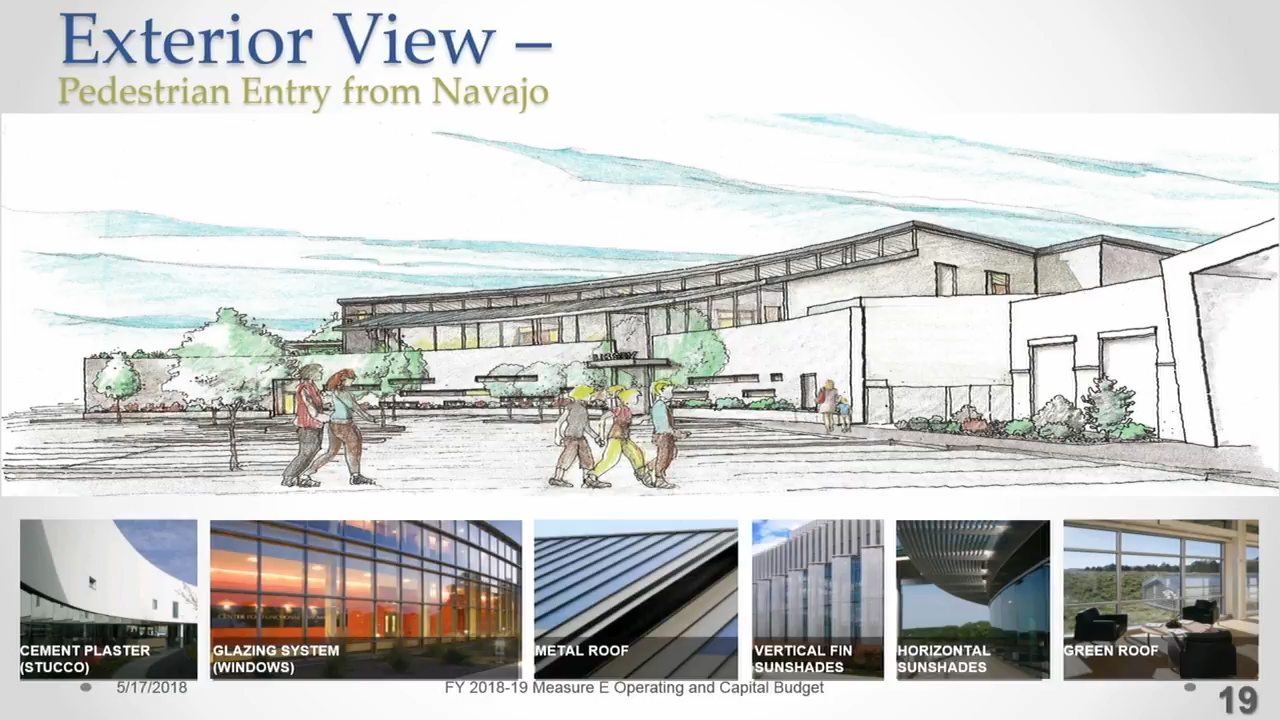 Exterior View –
Pedestrian Entry from Navajo
LIBRARY
CEMENT PLASTER
(STUCCO)
GLAZING SYSTEM
(WINDOWS)
METAL ROOF
VERTICAL FIN
SUNSHADES
HORIZONTAL
SUNSHADES
GREEN ROOF
5/17/2018
FY 2018-19 Measure E Operating and Capital Budget
19